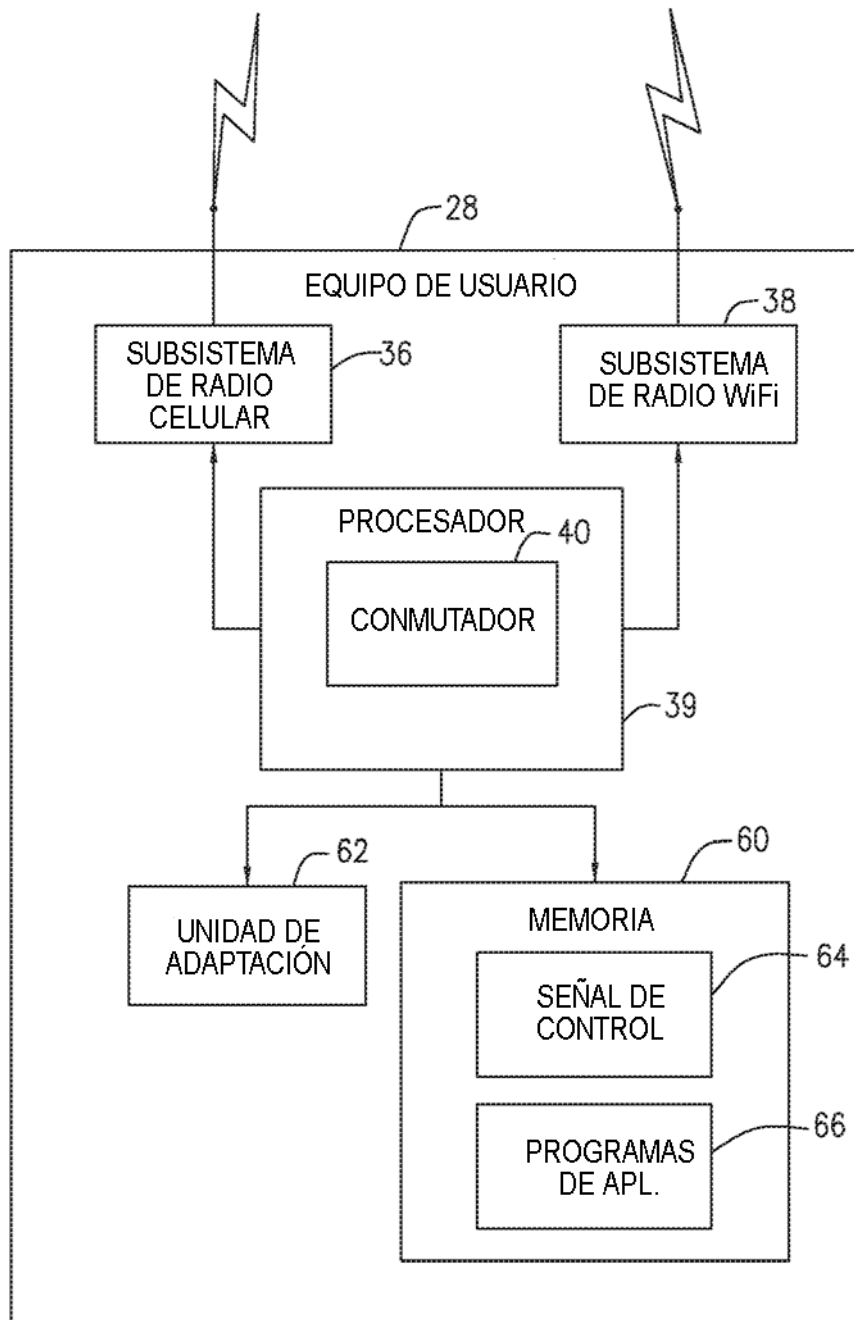 28
EQUIPO DE USUARIO
SUBSISTEMA
DE RADIO
CELULAR
36
38
SUBSISTEMA
DE RADIO WiFi
PROCESADOR
40
CONMUTADOR
39
62
UNIDAD DE
ADAPTACIÓN
60
MEMORIA
64
SEÑAL DE
CONTROL
66
PROGRAMAS
DE APL.